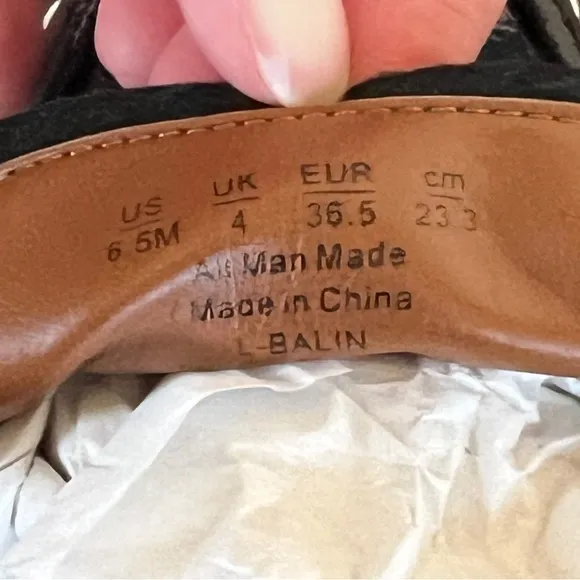 US UK EUR cm
6.5M 4 36.5 23.3
All Man Made
Made in China
L-BALIN